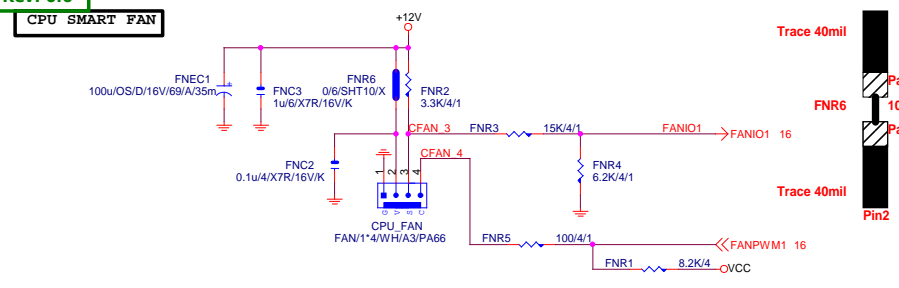 CPU SMART FAN
+12V
Trace 40mil
FNEC1
100u/OS/D/16V/69/A/35m
FNC3
1u/6/X7R/16V/K
FNR6
0/6/SHT10/X
FNR2
3.3K/4/1
FNR6
CFAN_3
FNR3
15K/4/1
FANIO1
FANIO1 16
CFAN_4
FNC2
0.1u/4/X7R/16V/K
FNR4
6.2K/4/1
1
2
3
4
G
V
S
C
Trace 40mil
Pin2
CPU_FAN
FAN/1*4/WH/A3/PA66
FNR5
100/4/1
FANPWM1 16
FNR1
8.2K/4
VCC